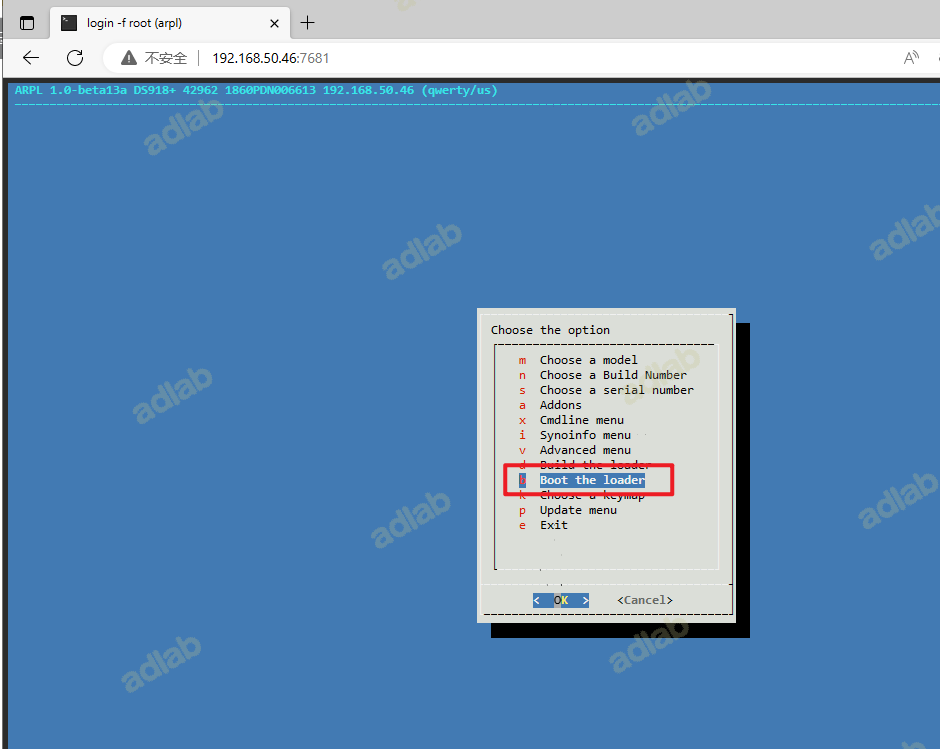 login -f root (arpl)
不安全 192.168.50.46:7681
ARPL 1.0-beta13a DS918+ 42962 1860PDN006613 192.168.50.46 (qwerty/us)
adlab
adlab
adlab
adlab
adlab
adlab
adlab
adlab
adlab
adlab
Choose the option
m Choose a model
n Choose a Build Number
s Choose a serial number
a Addons
x Cmdline menu
i Synoinfo menu
v Advanced menu
d Build the loader
Boot the loader
k Choose a keymap
p Update menu
e Exit
< OK > <Cancel>